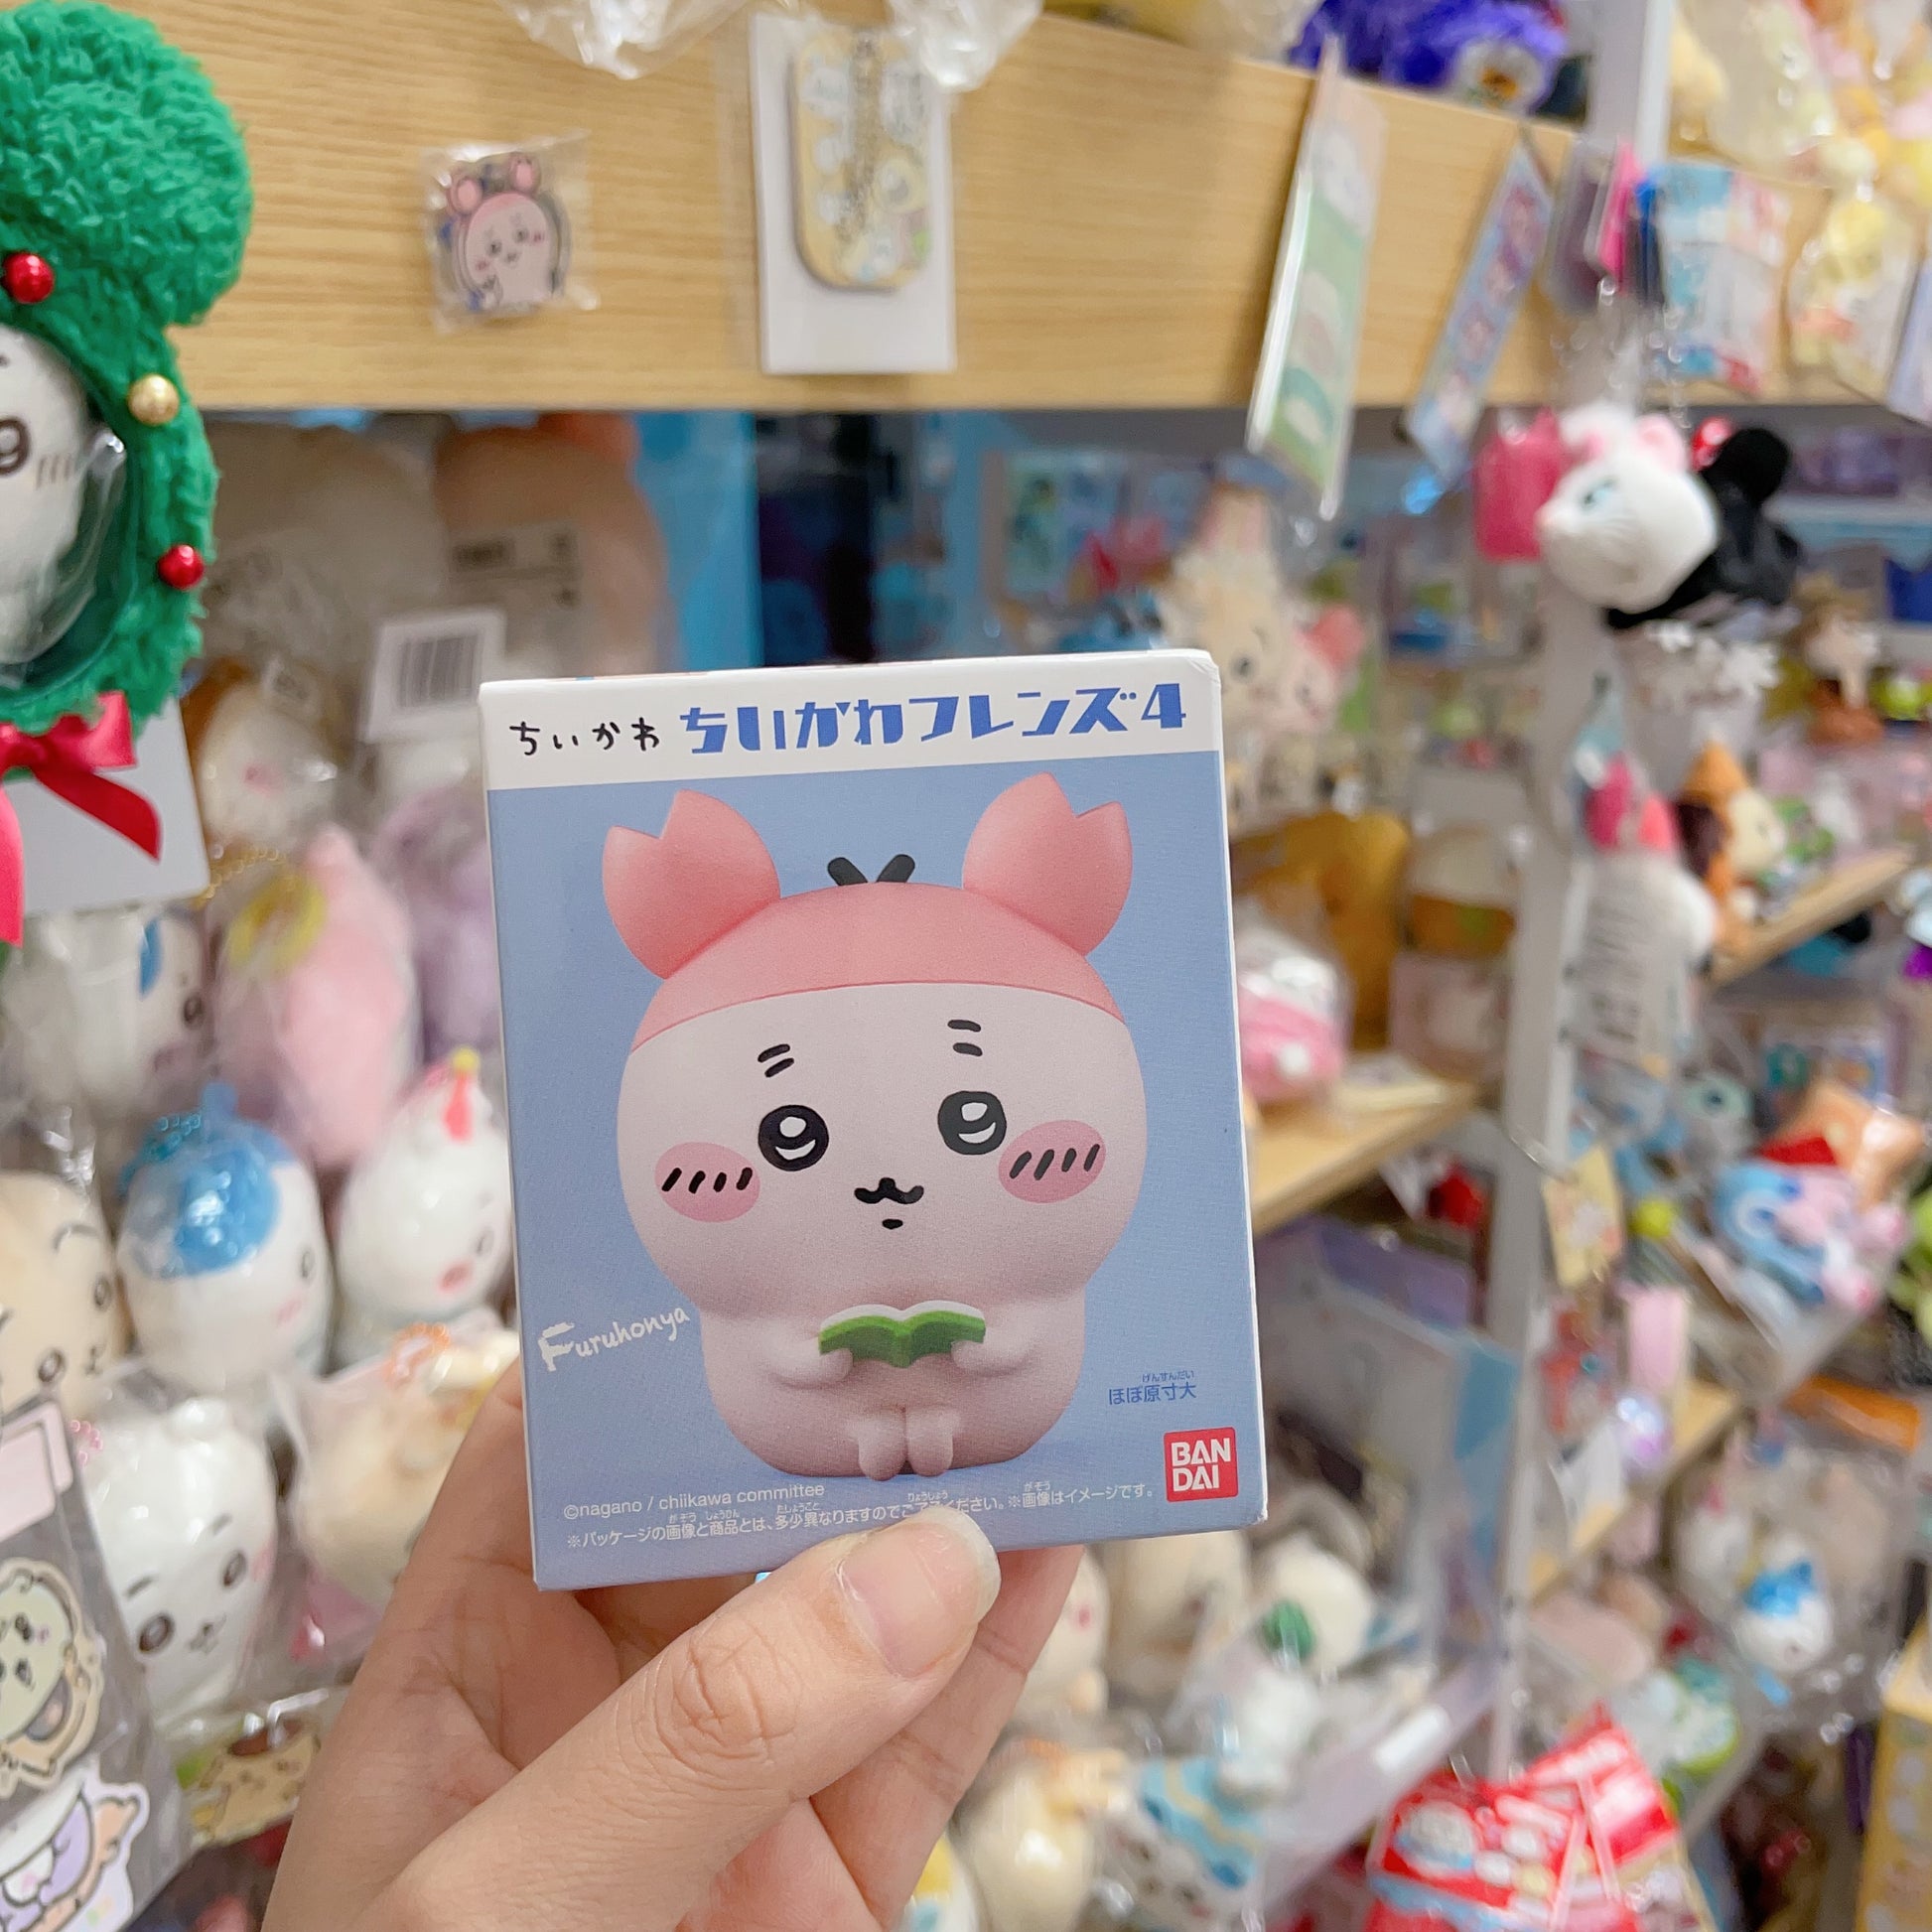 ちいかわ ちいかわフレンズ4
Furuhonya
げんすんだい
ほぼ原寸大
BAN
DAI
©nagano / chiikawa committee
※パッケージの画像と商品とは、多少異なりますのでご了承ください。※画像はイメージです。